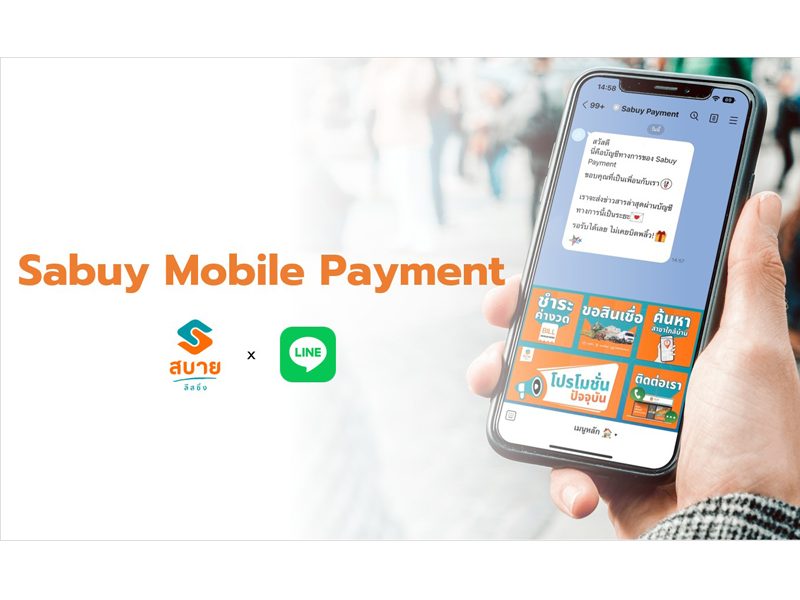 Sabuy Mobile Payment
สบาย
ลีสซิ่ง
x
LINE
14:58
99+ Sabuy Payment
วันนี้
สวัสดี
นี่คือบัญชีทางการของ Sabuy
Payment
ขอบคุณที่เป็นเพื่อนกับเรา
เราจะส่งข่าวสารล่าสุดผ่านบัญชี
ทางการนี้เป็นระยะ
รอรับได้เลย ไม่เคยบิดพลิ้ว!
14:57
ชำระ
ค่างวด
BILL
ขอสินเชื่อ
ค้นหา
สาขาใกล้บ้าน
โปรโมชั่น
ปัจจุบัน
ติดต่อเรา
เมนูหลัก